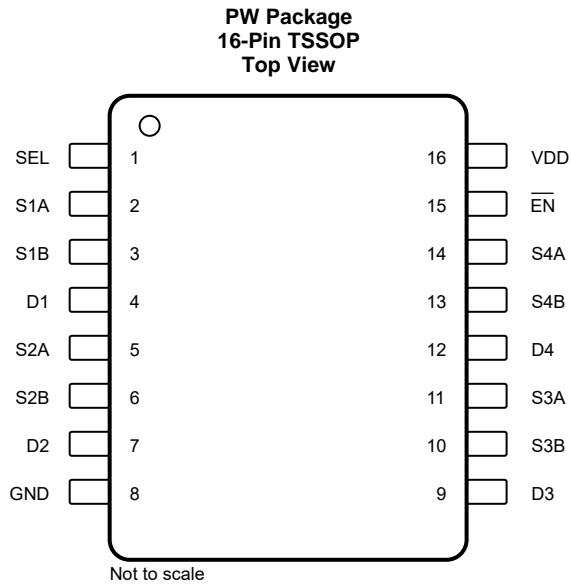 PW Package
16-Pin TSSOP
Top View
SEL 1 16 VDD
S1A 2 15 E̅N̅
S1B 3 14 S4A
D1 4 13 S4B
S2A 5 12 D4
S2B 6 11 S3A
D2 7 10 S3B
GND 8 9 D3
Not to scale